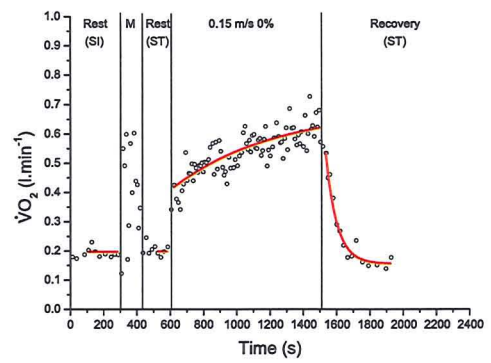 Rest M Rest 0.15 m/s 0% Recovery
(SI) (ST) (ST)
1.0
0.9
0.8
0.7
0.6
0.5
0.4
0.3
0.2
0.1
0.0
V̇O2 (l.min-1)
0 200 400 600 800 1000 1200 1400 1600 1800 2000 2200 2400
Time (s)